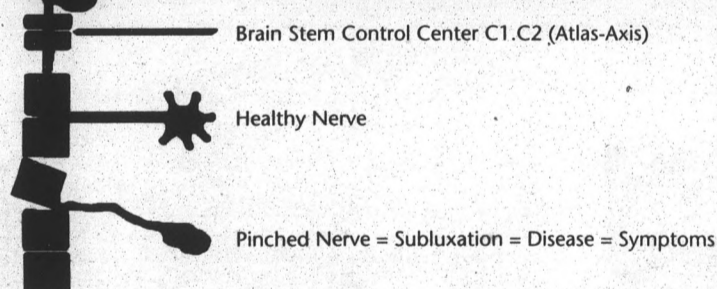 Brain Stem Control Center C1.C2 (Atlas-Axis)
Healthy Nerve
Pinched Nerve = Subluxation = Disease = Symptoms